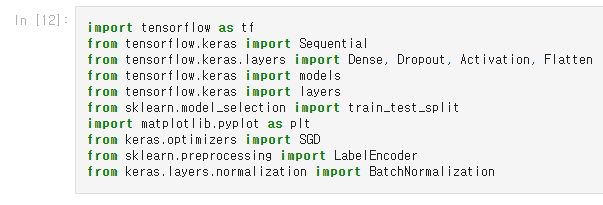 In [12]:
import tensorflow as tf
from tensorflow.keras import Sequential
from tensorflow.keras.layers import Dense, Dropout, Activation, Flatten
from tensorflow.keras import models
from tensorflow.keras import layers
from sklearn.model_selection import train_test_split
import matplotlib.pyplot as plt
from keras.optimizers import SGD
from sklearn.preprocessing import LabelEncoder
from keras.layers.normalization import BatchNormalization